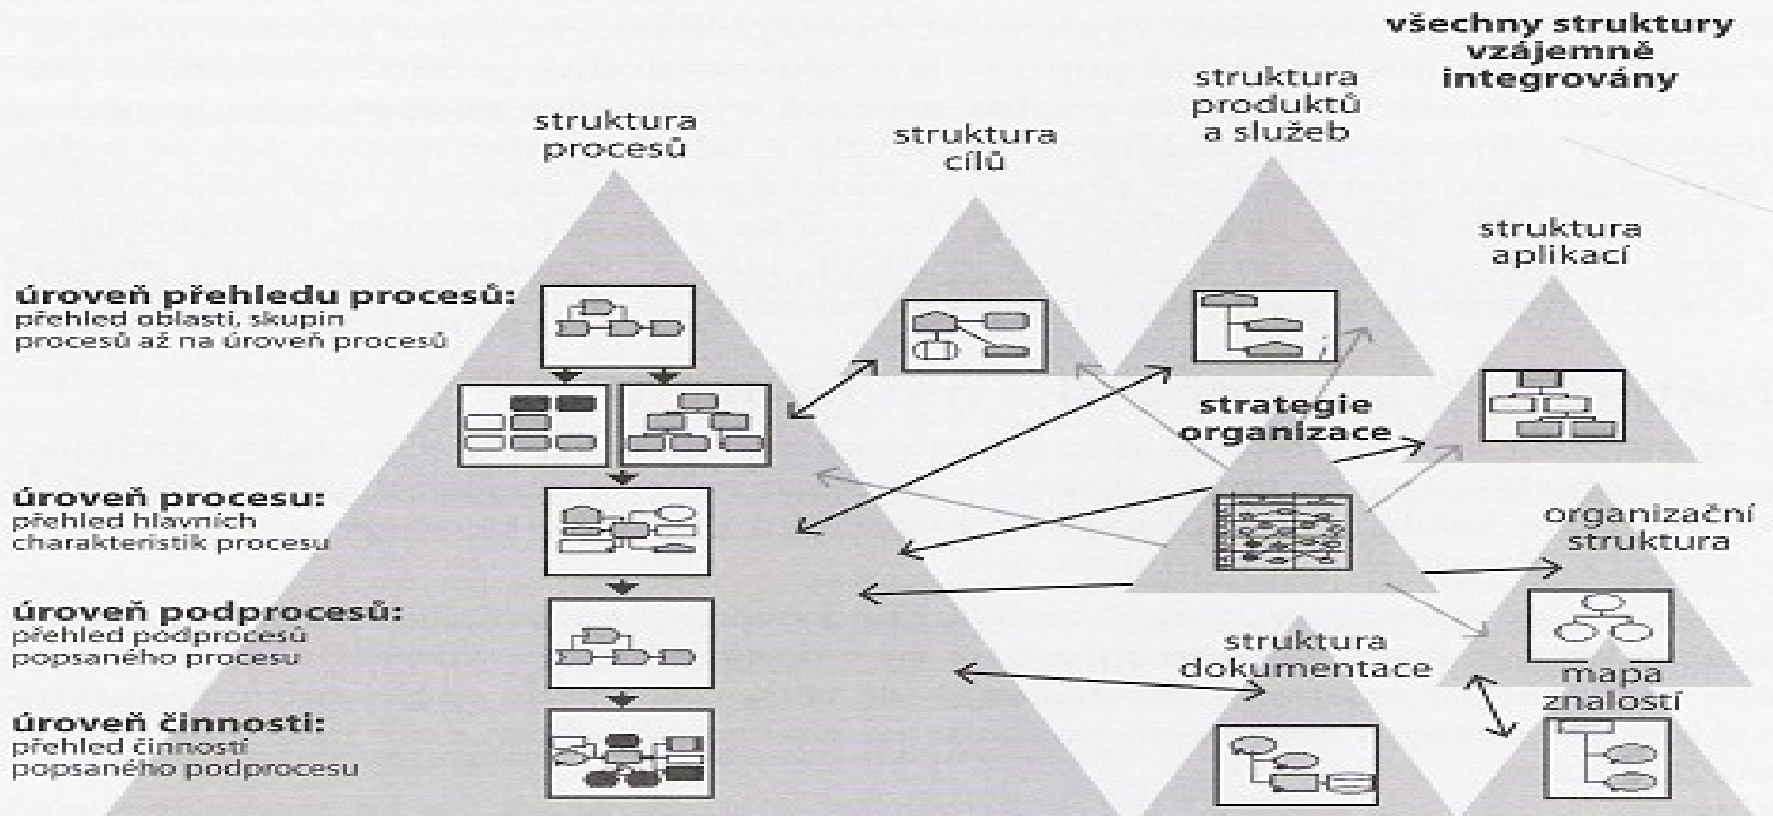 všechny struktury
vzájemně
integrovány
struktura
produktů
a služeb
struktura
procesů
struktura
cílů
struktura
aplikací
úroveň přehledu procesů:
přehled oblastí, skupin
procesů až na úroveň procesů
strategie
organizace
úroveň procesu:
přehled hlavních
charakteristik procesu
organizační
struktura
úroveň podprocesů:
přehled podprocesů
popsaného procesu
struktura
dokumentace
mapa
znalostí
úroveň činnosti:
přehled činností
popsaného podprocesu